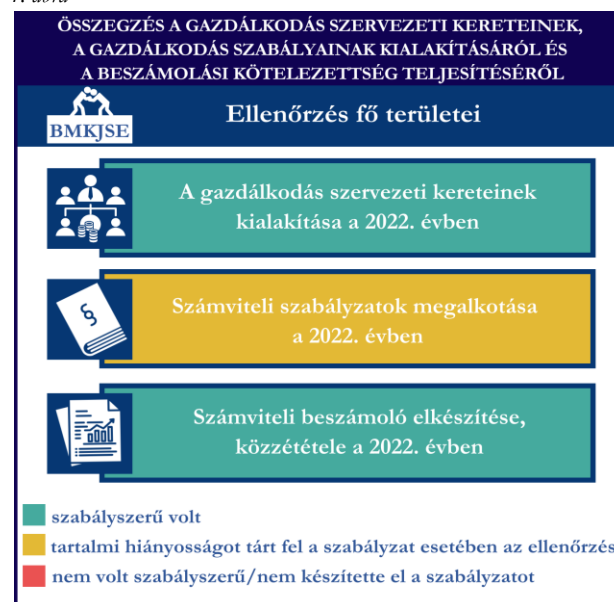 ÖSSZEGZÉS A GAZDÁLKODÁS SZERVEZETI KERETEINEK,
A GAZDÁLKODÁS SZABÁLYAINAK KIALAKÍTÁSÁRÓL ÉS
A BESZÁMOLÁSI KÖTELEZETTSÉG TELJESÍTÉSÉRŐL
BMKJSE
Ellenőrzés fő területei
A gazdálkodás szervezeti kereteinek
kialakítása a 2022. évben
§
Számviteli szabályzatok megalkotása
a 2022. évben
Számviteli beszámoló elkészítése,
közzététele a 2022. évben
szabályszerű volt
tartalmi hiányosságot tárt fel a szabályzat esetében az ellenőrzés
nem volt szabályszerű/nem készítette el a szabályzatot